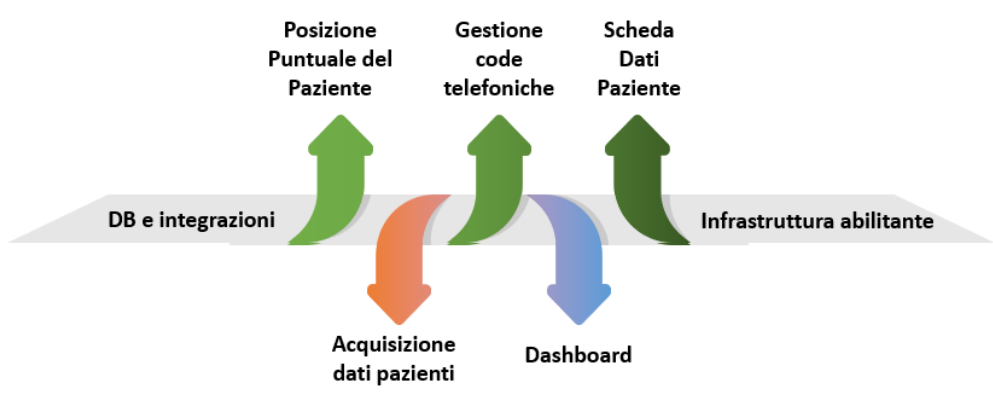 Posizione
Puntuale del
Paziente
Gestione
code
telefoniche
Scheda
Dati
Paziente
DB e integrazioni
Infrastruttura abilitante
Acquisizione
dati pazienti
Dashboard